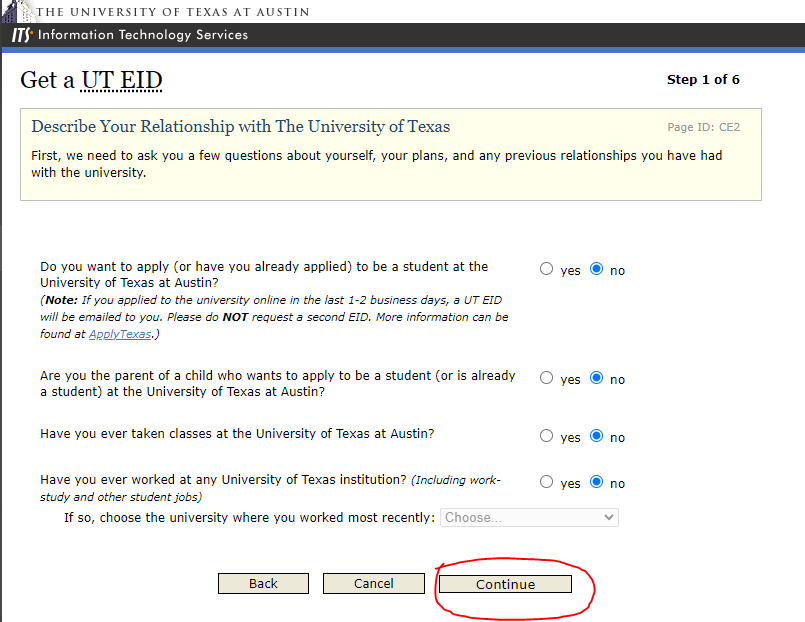 THE UNIVERSITY OF TEXAS AT AUSTIN
ITS Information Technology Services
Get a UT EID
Step 1 of 6
Describe Your Relationship with The University of Texas
Page ID: CE2
First, we need to ask you a few questions about yourself, your plans, and any previous relationships you have had
with the university.
Do you want to apply (or have you already applied) to be a student at the
University of Texas at Austin?
yes no
(Note: If you applied to the university online in the last 1-2 business days, a UT EID
will be emailed to you. Please do NOT request a second EID. More information can be
found at ApplyTexas.)
Are you the parent of a child who wants to apply to be a student (or is already
a student) at the University of Texas at Austin?
yes no
Have you ever taken classes at the University of Texas at Austin?
yes no
Have you ever worked at any University of Texas institution? (Including work-
study and other student jobs)
yes no
If so, choose the university where you worked most recently: Choose...
Back Cancel Continue